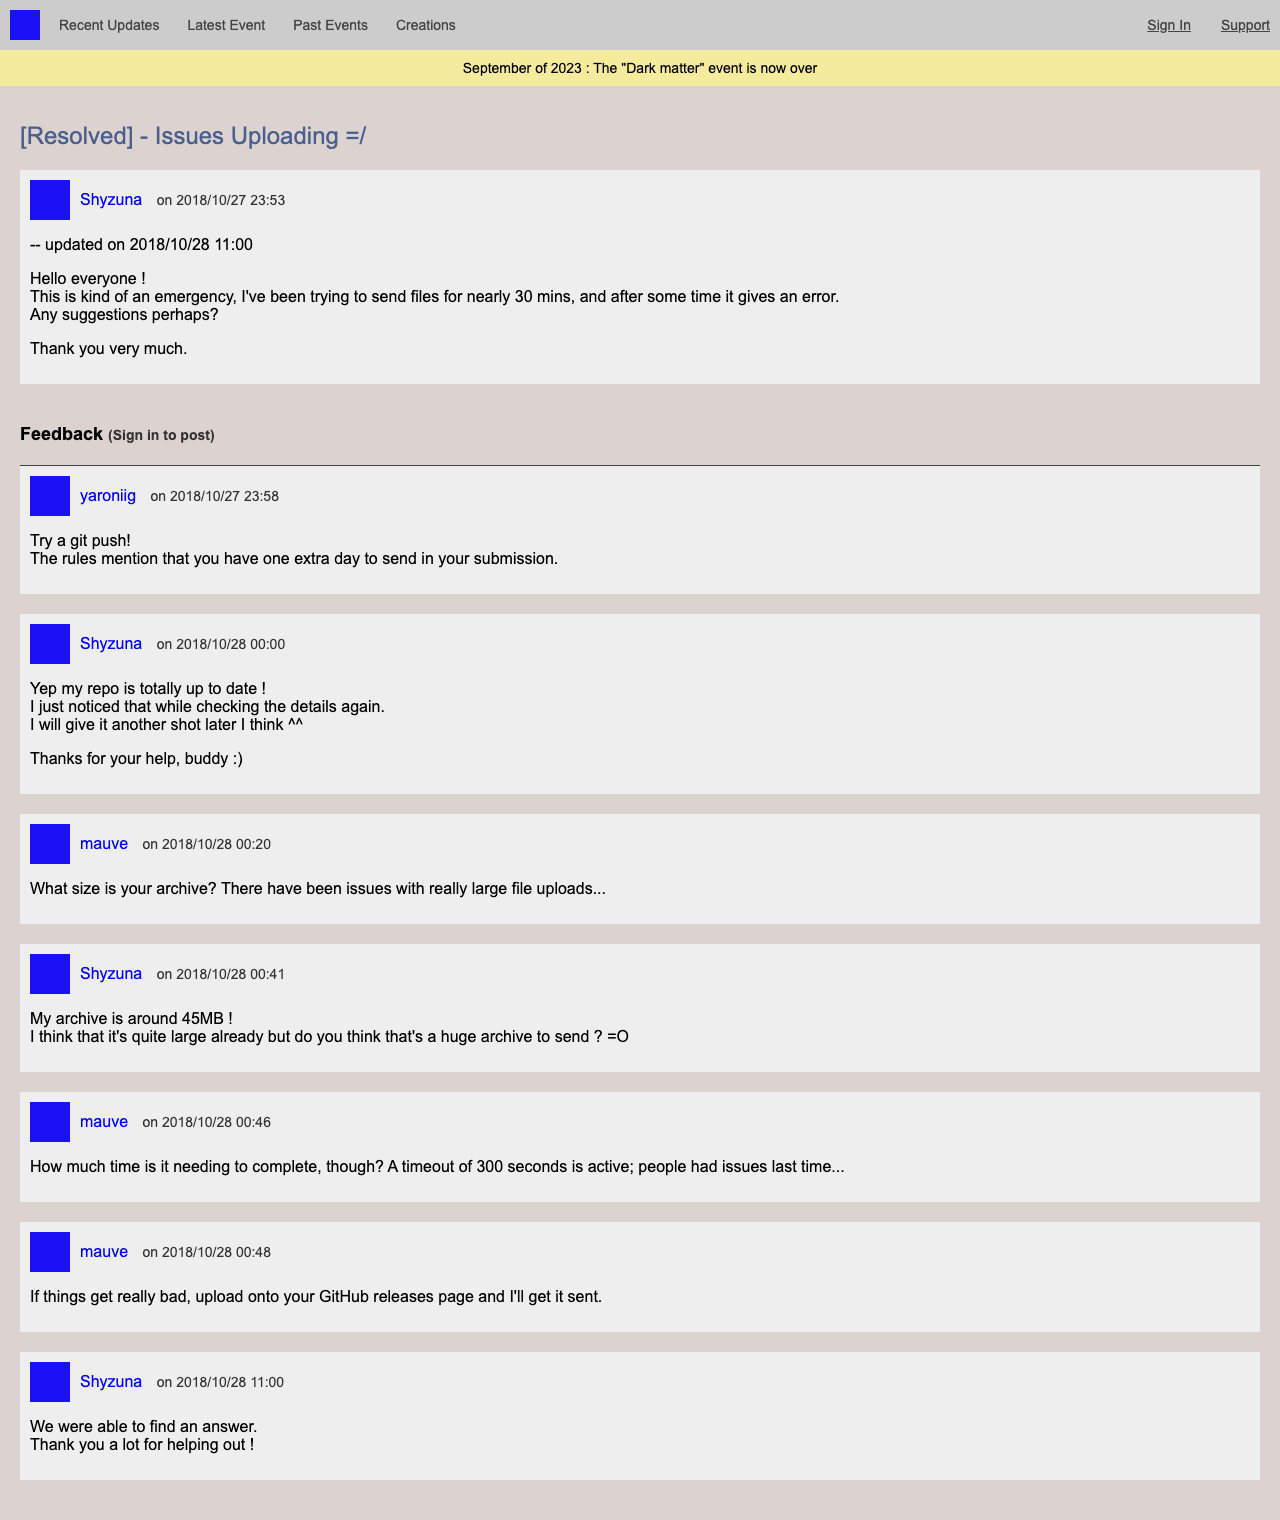 Recent Updates Latest Event Past Events Creations Sign In Support
September of 2023 : The "Dark matter" event is now over
[Resolved] - Issues Uploading =/
Shyzuna on 2018/10/27 23:53
-- updated on 2018/10/28 11:00
Hello everyone !
This is kind of an emergency, I've been trying to send files for nearly 30 mins, and after some time it gives an error.
Any suggestions perhaps?
Thank you very much.
Feedback (Sign in to post)
yaroniig on 2018/10/27 23:58
Try a git push!
The rules mention that you have one extra day to send in your submission.
Shyzuna on 2018/10/28 00:00
Yep my repo is totally up to date !
I just noticed that while checking the details again.
I will give it another shot later I think ^^
Thanks for your help, buddy :)
mauve on 2018/10/28 00:20
What size is your archive? There have been issues with really large file uploads...
Shyzuna on 2018/10/28 00:41
My archive is around 45MB !
I think that it's quite large already but do you think that's a huge archive to send ? =O
mauve on 2018/10/28 00:46
How much time is it needing to complete, though? A timeout of 300 seconds is active; people had issues last time...
mauve on 2018/10/28 00:48
If things get really bad, upload onto your GitHub releases page and I'll get it sent.
Shyzuna on 2018/10/28 11:00
We were able to find an answer.
Thank you a lot for helping out !